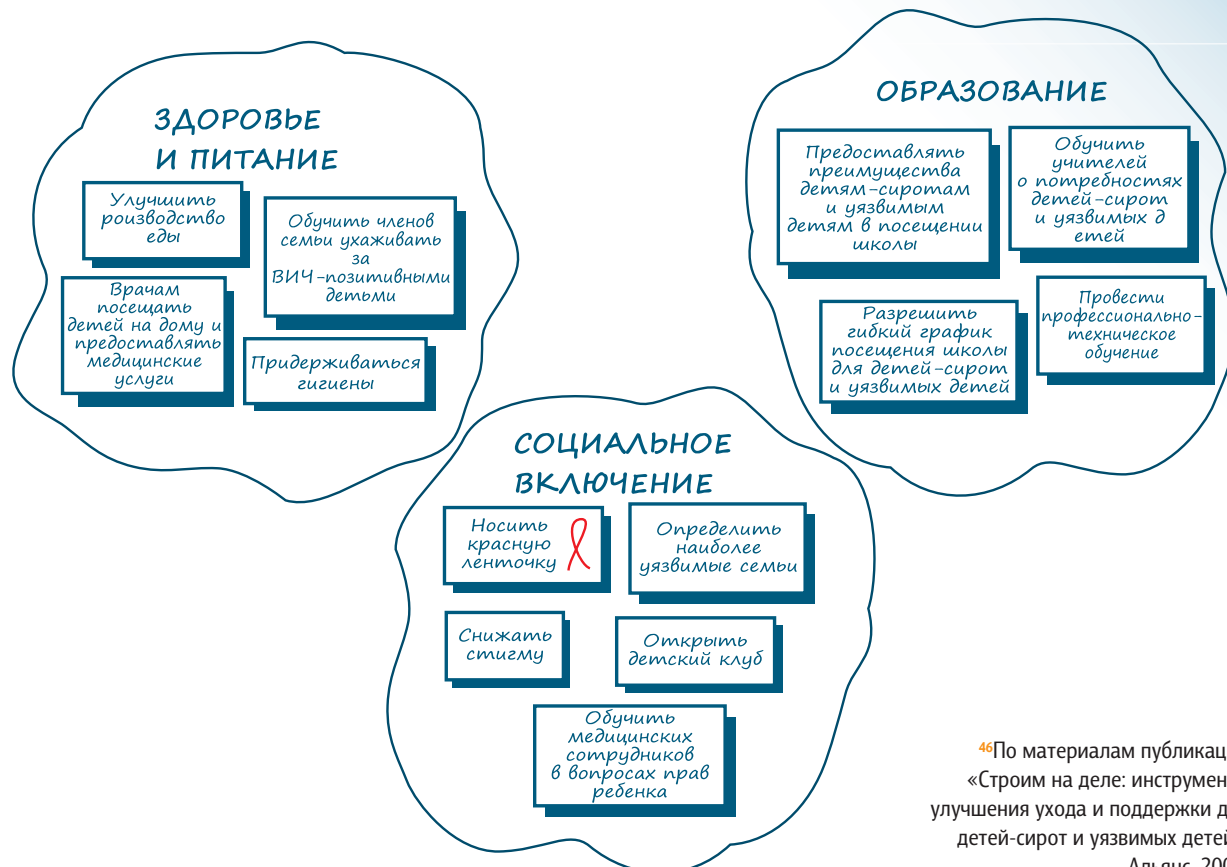 ЗДОРОВЬЕ
И ПИТАНИЕ
Улучшить
роизводство
еды
Обучить членов
семьи ухаживать
за
ВИЧ-позитивными
детьми
Врачам
посещать
детей на дому и
предоставлять
медицинские
услуги
Придерживаться
гигиены
ОБРАЗОВАНИЕ
Предоставлять
преимущества
детям-сиротам
и уязвимым
детям в посещении
школы
Обучить
учителей
о потребностях
детей-сирот
и уязвимых д
етей
Разрешить
гибкий график
посещения школы
для детей-сирот
и уязвимых детей
Провести
профессионально-
техническое
обучение
СОЦИАЛЬНОЕ
ВКЛЮЧЕНИЕ
Носить
красную
ленточку
Определить
наиболее
уязвимые семьи
Снижать
стигму
Открыть
детский клуб
Обучить
медицинских
сотрудников
в вопросах прав
ребенка
46По материалам публикац
«Строим на деле: инструмен
улучшения ухода и поддержки д
детей-сирот и уязвимых детей
Альянс, 200